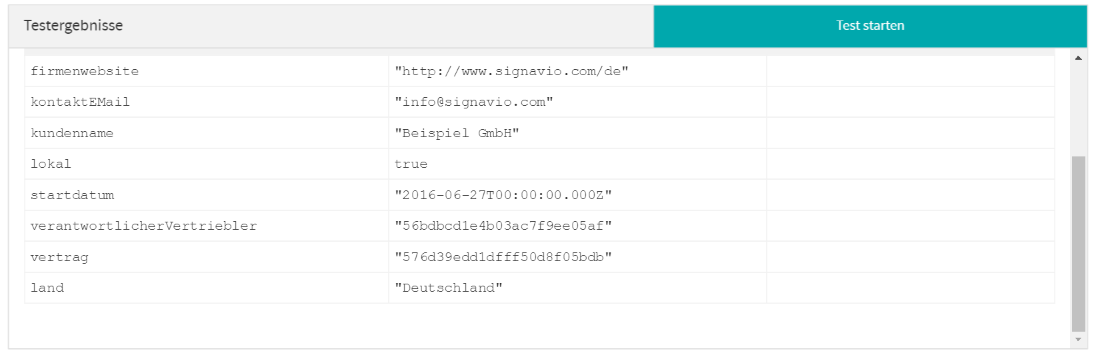 Testergebnisse Test starten
firmenwebsite "http://www.signavio.com/de"
kontaktEMail "info@signavio.com"
kundenname "Beispiel GmbH"
lokal true
startdatum "2016-06-27T00:00:00.000Z"
verantwortlicherVertriebler "56bdbcd1e4b03ac7f9ee05af"
vertrag "576d39edd1dfff50d8f05bdb"
land "Deutschland"